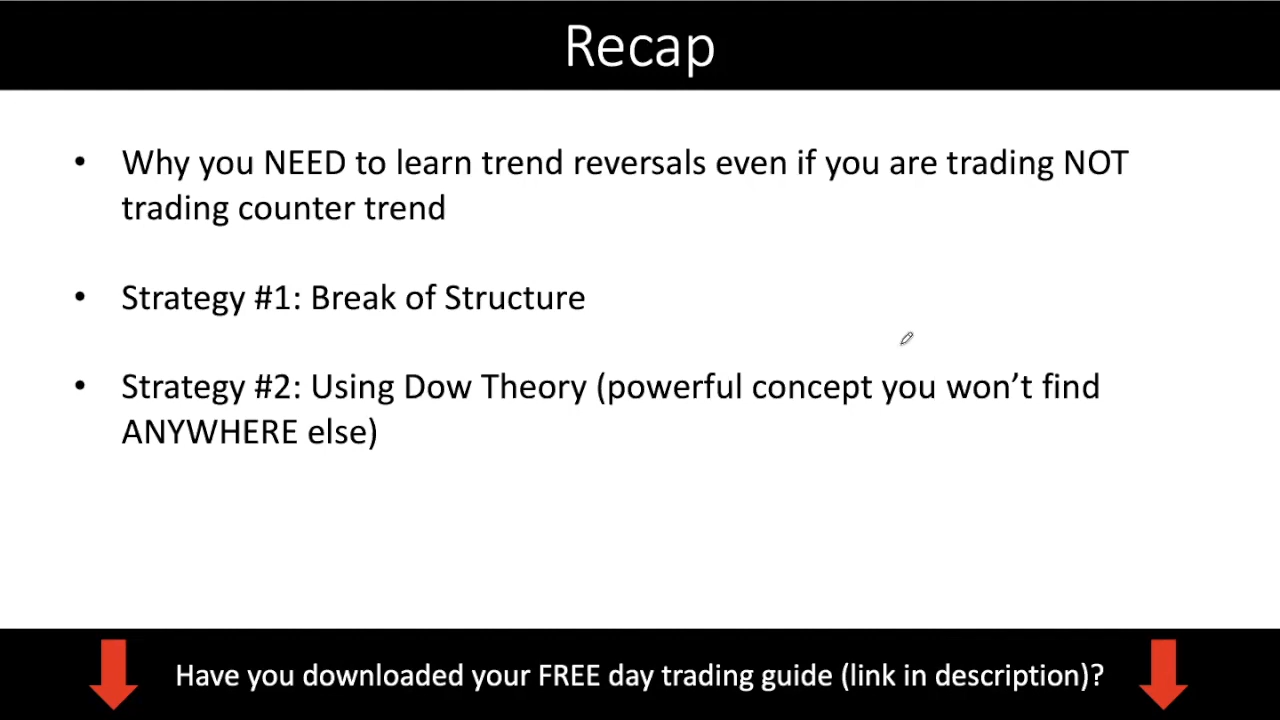 Recap
• Why you NEED to learn trend reversals even if you are trading NOT
trading counter trend
• Strategy #1: Break of Structure
• Strategy #2: Using Dow Theory (powerful concept you won’t find
ANYWHERE else)
Have you downloaded your FREE day trading guide (link in description)?